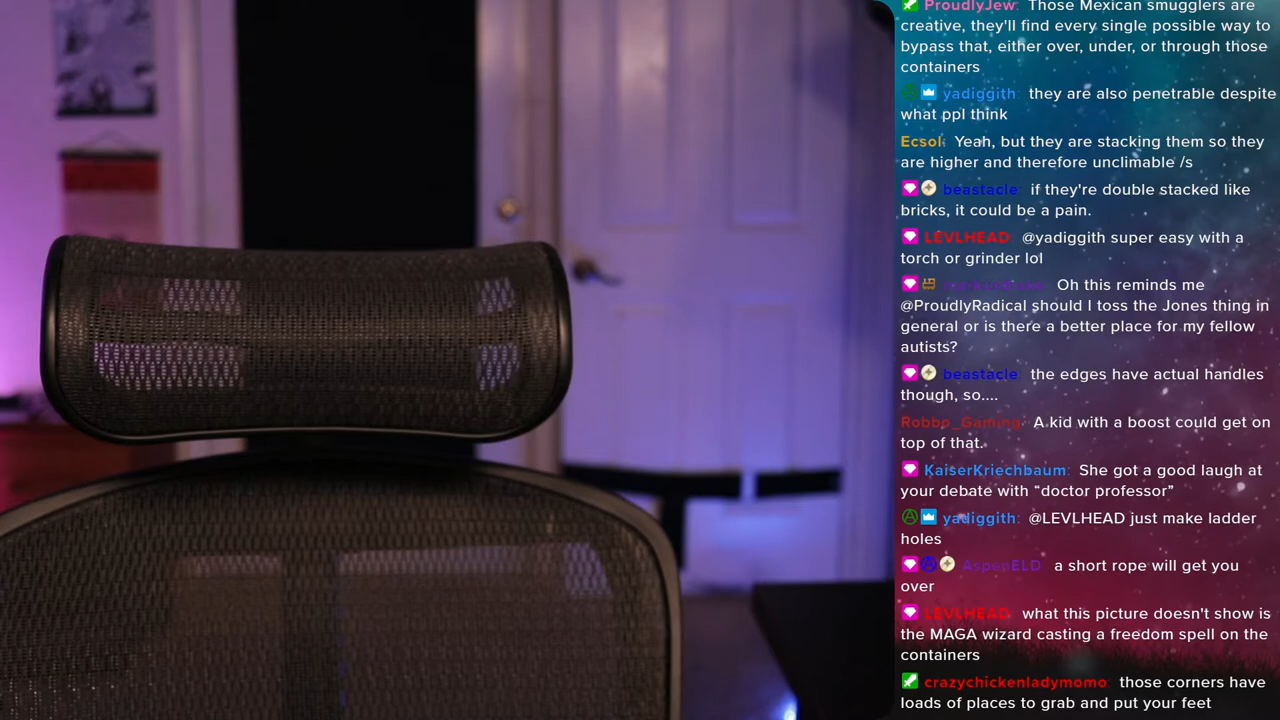 ProudlyJew: Those Mexican smugglers are
creative, they'll find every single possible way to
bypass that, either over, under, or through those
containers
yadiggith: they are also penetrable despite
what ppl think
Ecsol: Yeah, but they are stacking them so they
are higher and therefore unclimable /s
beastacle: if they're double stacked like
bricks, it could be a pain.
LEVLHEAD: @yadiggith super easy with a
torch or grinder lol
Oh this reminds me
@ProudlyRadical should I toss the Jones thing in
general or is there a better place for my fellow
autists?
beastacle: the edges have actual handles
though, so....
Robbo_Gaming: A kid with a boost could get on
top of that.
KaiserKriechbaum: She got a good laugh at
your debate with “doctor professor”
yadiggith: @LEVLHEAD just make ladder
holes
AspenELD: a short rope will get you
over
LEVLHEAD: what this picture doesn't show is
the MAGA wizard casting a freedom spell on the
containers
crazychickenladymomo: those corners have
loads of places to grab and put your feet